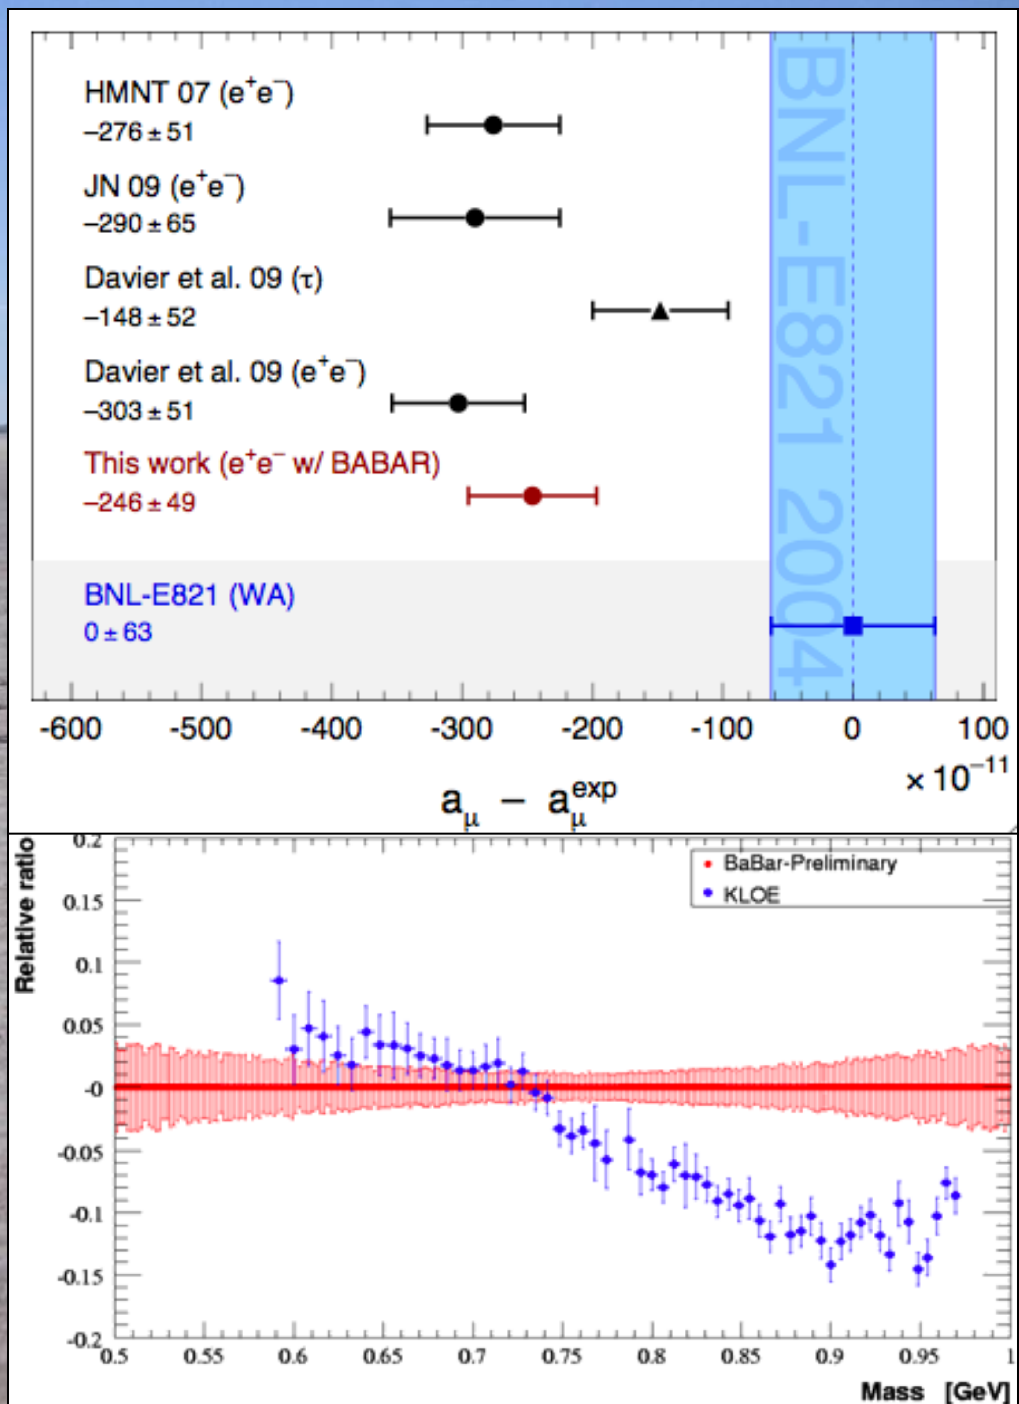 HMNT 07 (e⁺e⁻)
–276 ± 51
JN 09 (e⁺e⁻)
–290 ± 65
Davier et al. 09 (τ)
–148 ± 52
Davier et al. 09 (e⁺e⁻)
–303 ± 51
This work (e⁺e⁻ w/ BABAR)
–246 ± 49
BNL-E821 (WA)
0 ± 63
BNL-E821 2004
-600 -500 -400 -300 -200 -100 0 100
× 10⁻¹¹
a_μ – a_μ^exp
Relative ratio
BaBar-Preliminary
KLOE
0.2
0.15
0.1
0.05
-0
-0.05
-0.1
-0.15
-0.2
0.5 0.55 0.6 0.65 0.7 0.75 0.8 0.85 0.9 0.95 1
Mass [GeV]